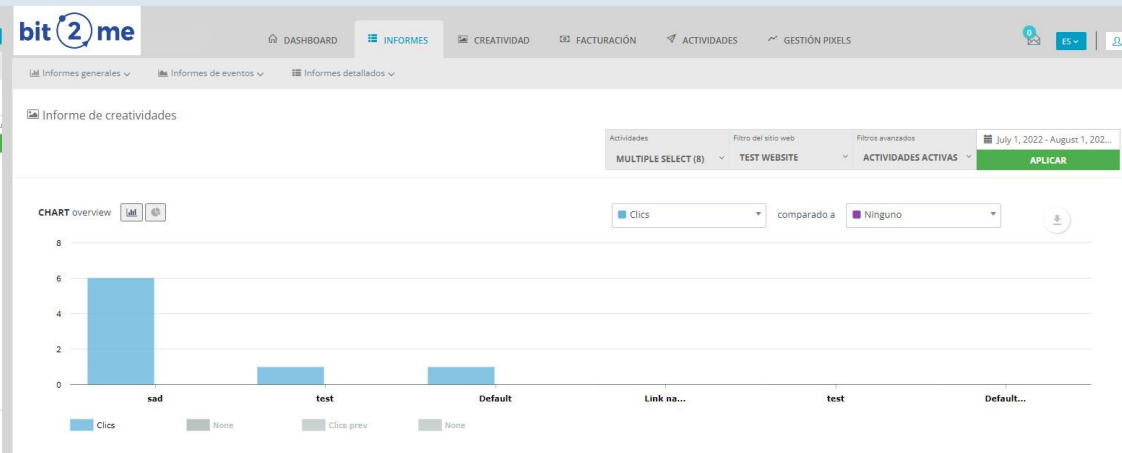 bit 2 me
DASHBOARD INFORMES CREATIVIDAD FACTURACIÓN ACTIVIDADES GESTIÓN PIXELS 0 ES
Informes generales Informes de eventos Informes detallados
Informe de creatividades
Actividades Filtro del sitio web Filtros avanzados July 1, 2022 - August 1, 202...
MULTIPLE SELECT (8) TEST WEBSITE ACTIVIDADES ACTIVAS APLICAR
CHART overview Clics comparado a Ninguno
8
6
4
2
0
sad test Default Link na... test Default...
Clics None Clics prev None